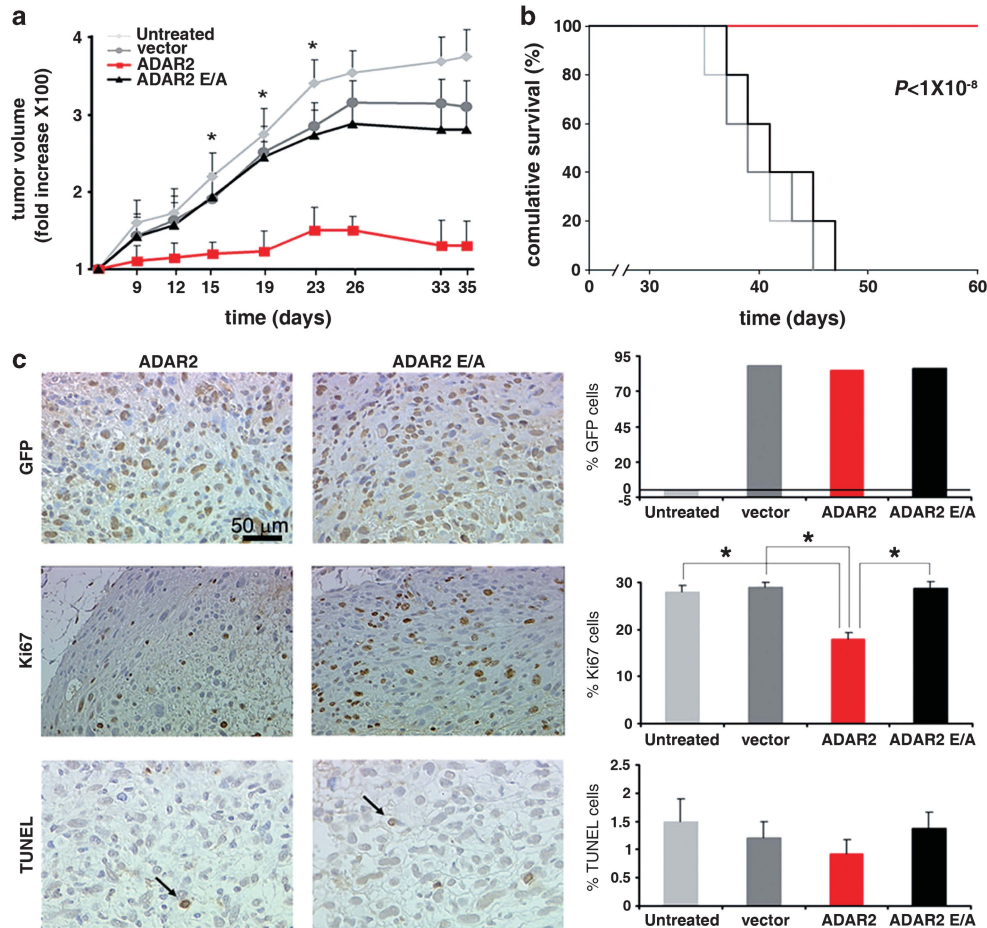 a
Untreated
vector
ADAR2
ADAR2 E/A
tumor volume
(fold increase X100)
4
3
2
1
*
*
*
*
9 12 15 19 23 26 33 35
time (days)
b
comulative survival (%)
100
80
60
40
20
0
P<1X10-8
0 30 40 50 60
time (days)
c
ADAR2
ADAR2 E/A
GFP
50 µm
Ki67
TUNEL
% GFP cells
95
70
45
20
0
-5
Untreated vector ADAR2 ADAR2 E/A
% Ki67 cells
30
20
10
0
* * *
Untreated vector ADAR2 ADAR2 E/A
% TUNEL cells
2.5
2
1.5
1
0.5
0
Untreated vector ADAR2 ADAR2 E/A